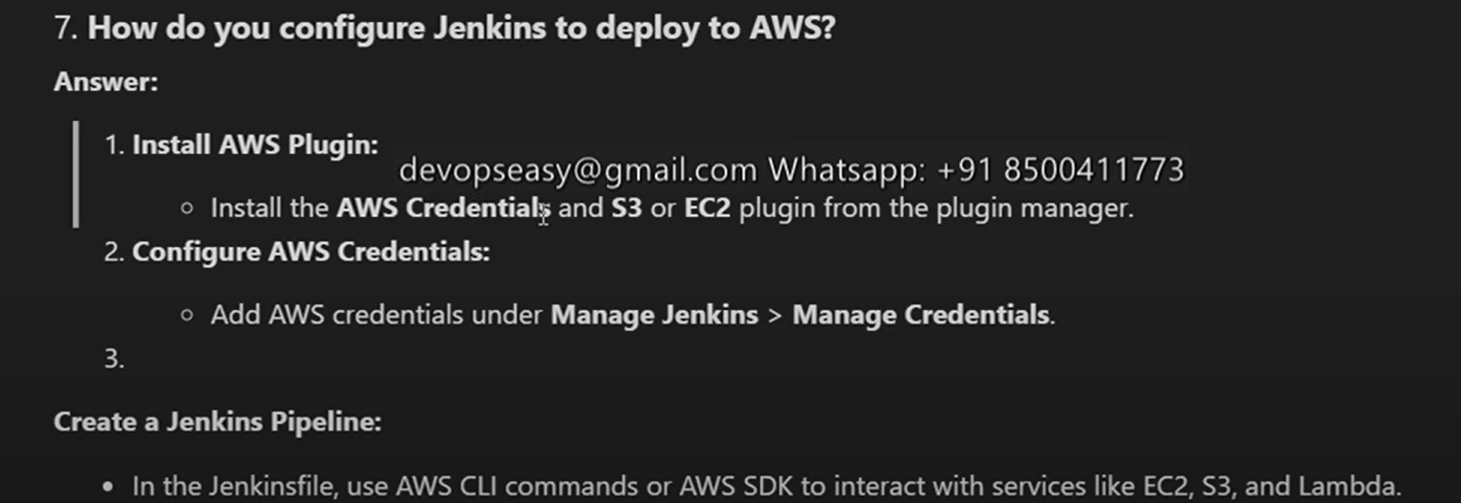 7. How do you configure Jenkins to deploy to AWS?
Answer:
1. Install AWS Plugin:
devopseasy@gmail.com Whatsapp: +91 8500411773
○ Install the AWS Credentials and S3 or EC2 plugin from the plugin manager.
2. Configure AWS Credentials:
○ Add AWS credentials under Manage Jenkins > Manage Credentials.
3.
Create a Jenkins Pipeline:
• In the Jenkinsfile, use AWS CLI commands or AWS SDK to interact with services like EC2, S3, and Lambda.